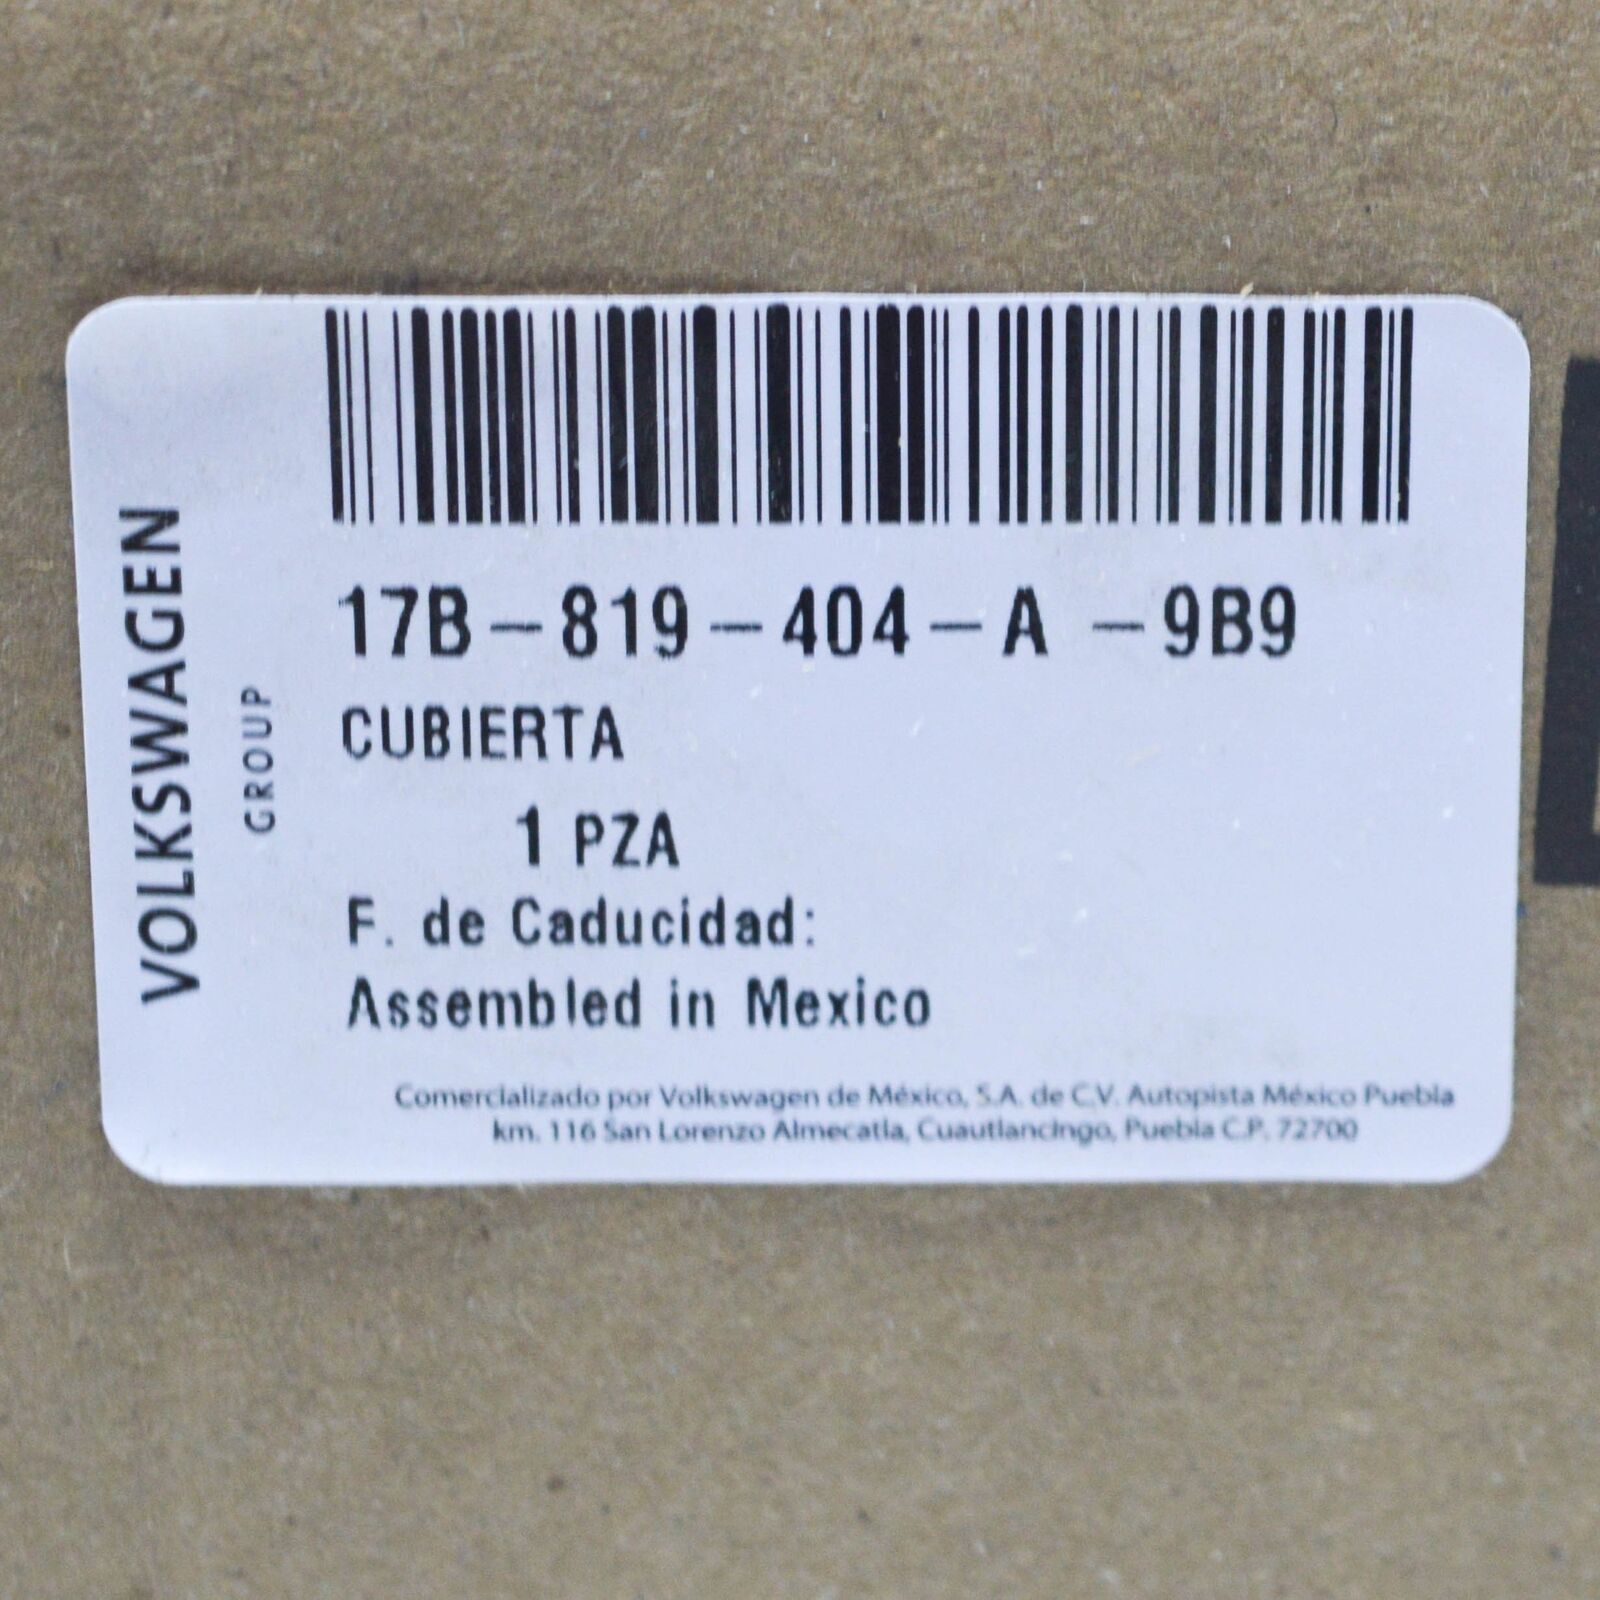 VOLKSWAGEN
GROUP
17B-819-404-A -9B9
CUBIERTA
1 PZA
F. de Caducidad:
Assembled in Mexico
Comercializado por Volkswagen de México, S.A. de C.V. Autopista México Puebla
km. 116 San Lorenzo Almecatla, Cuautlancingo, Puebla C.P. 72700